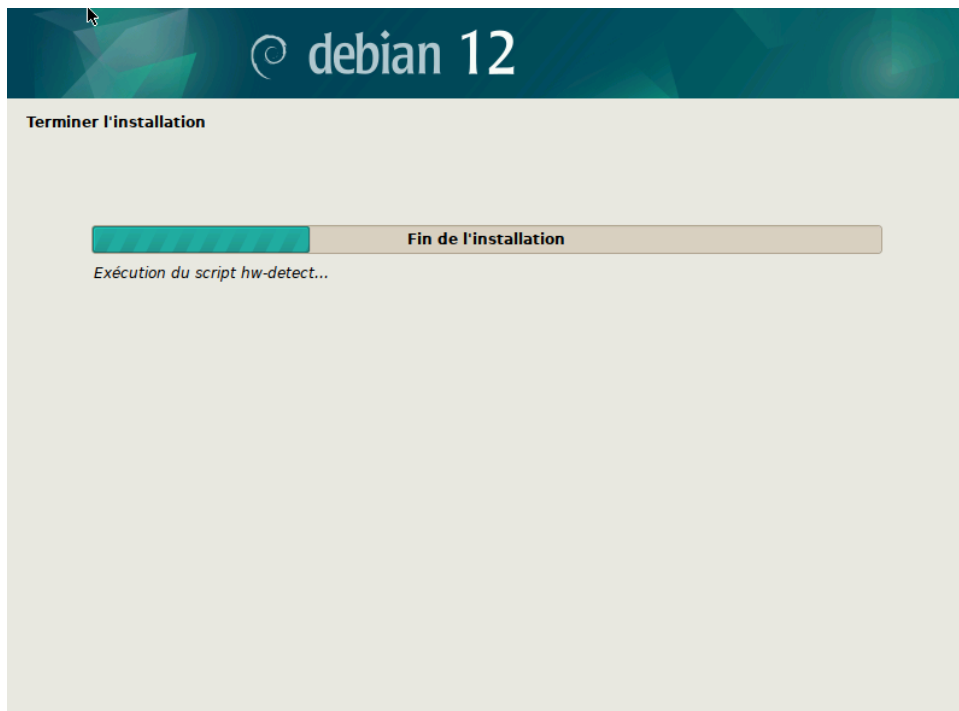 debian 12
Terminer l'installation
Fin de l'installation
Exécution du script hw-detect...